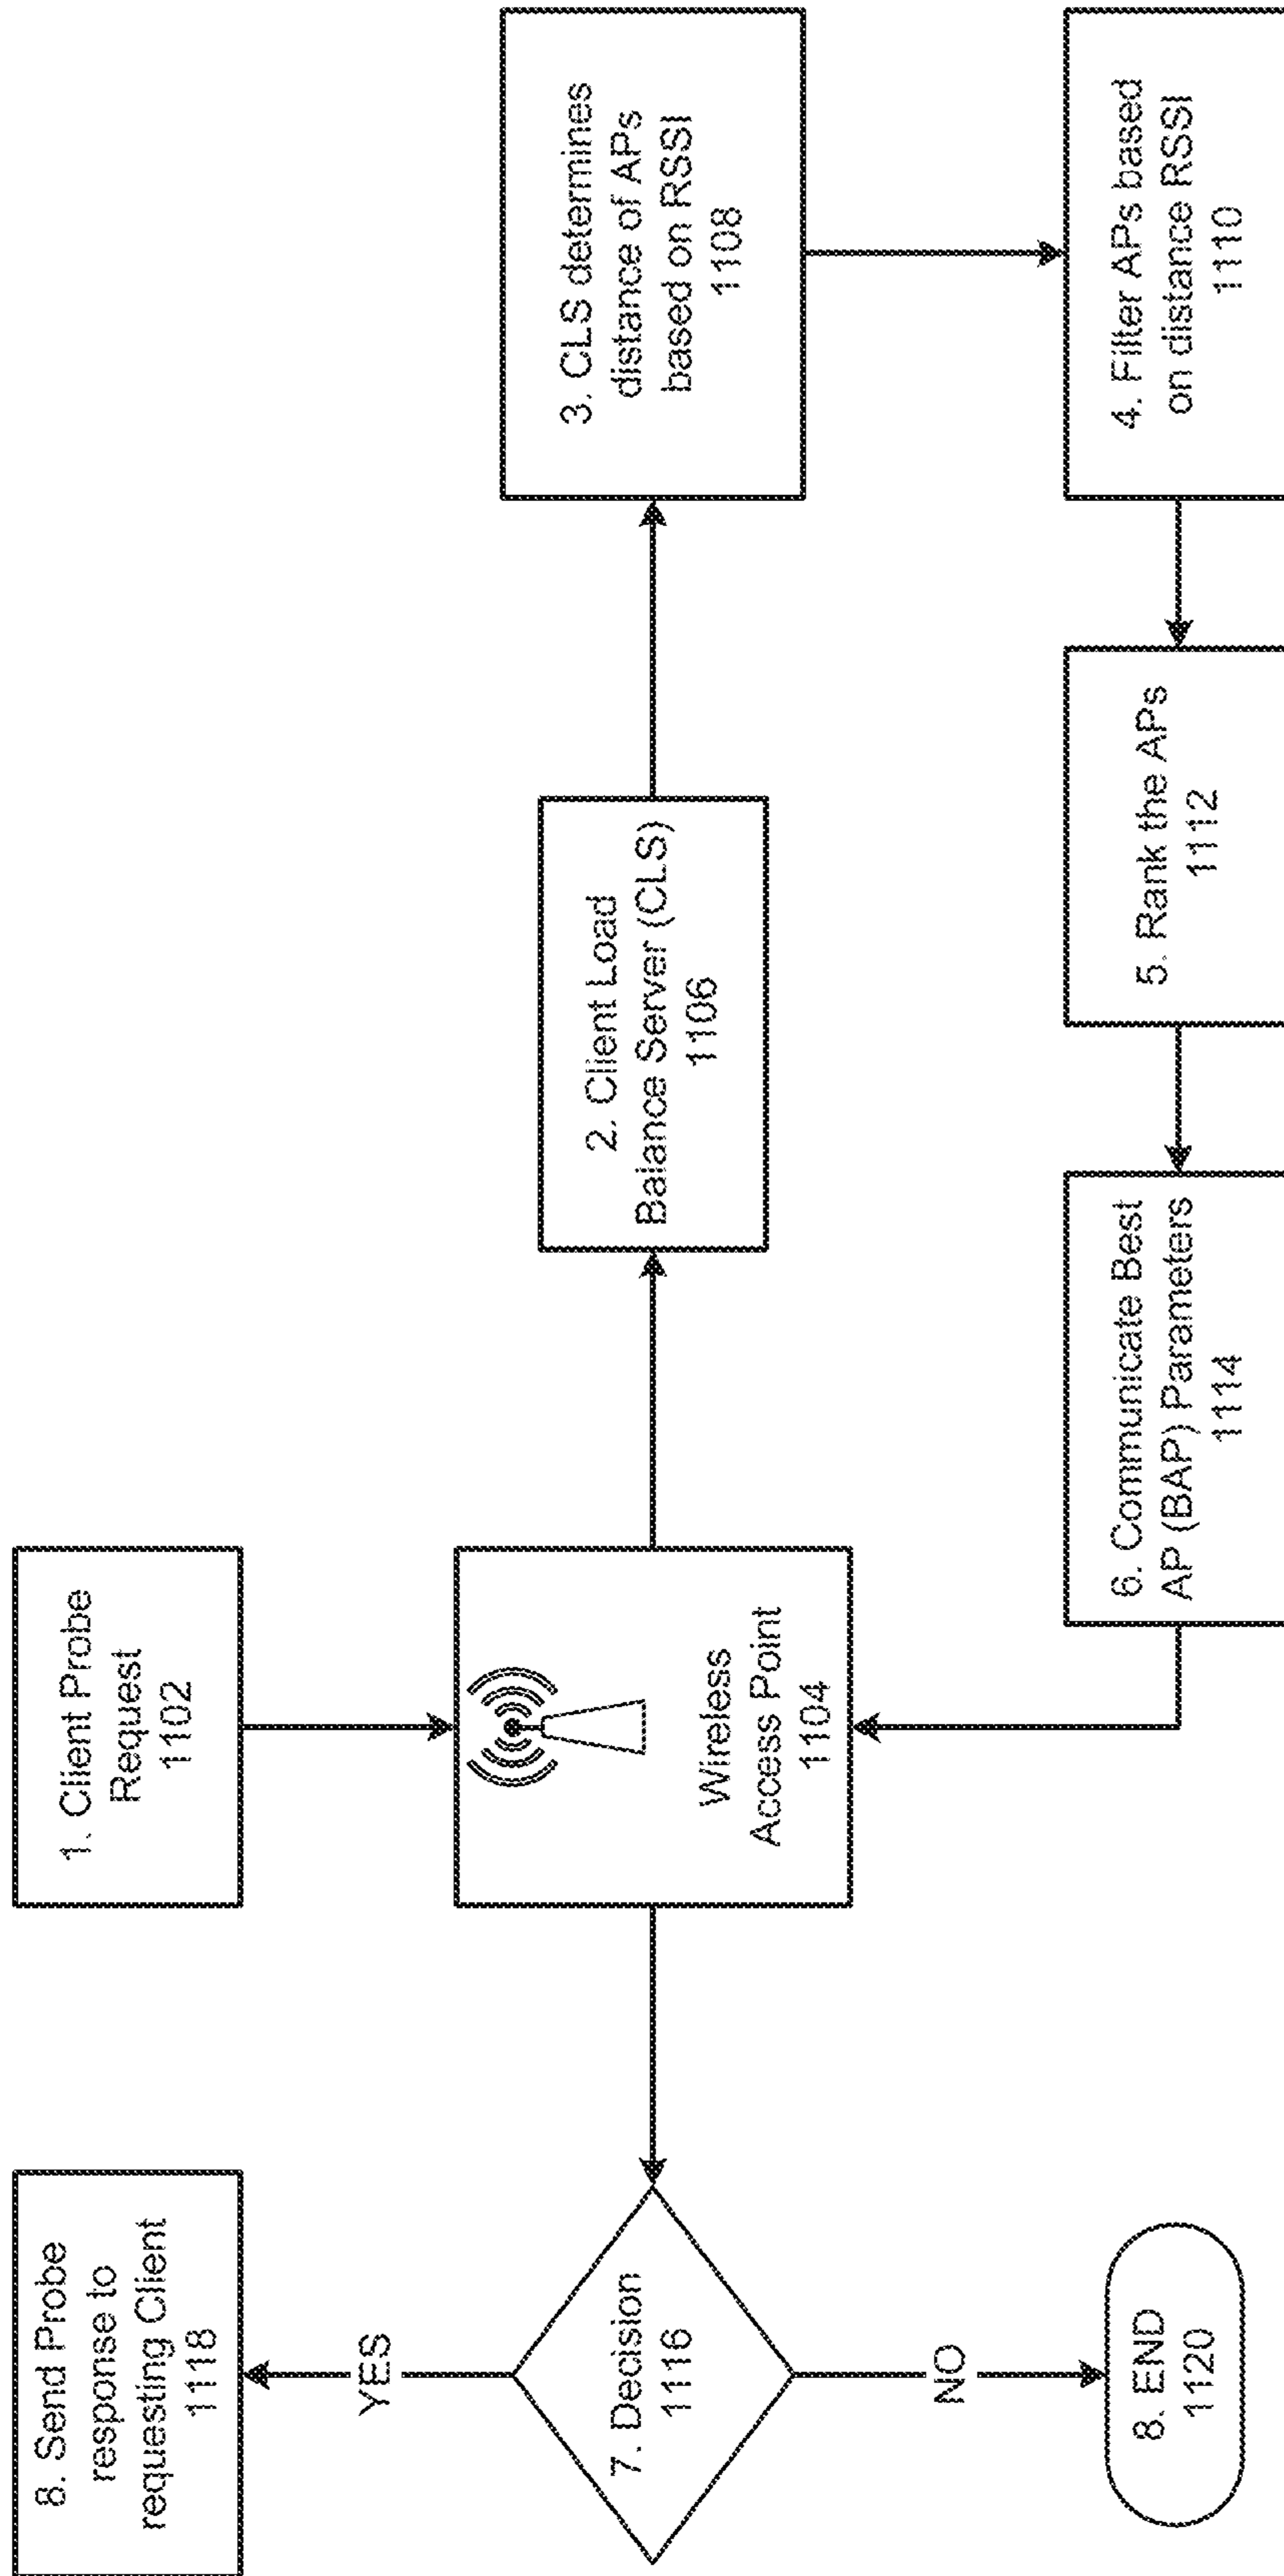 1. Client Probe
Request
1102
Wireless
Access Point
1104
2. Client Load
Balance Server (CLS)
1106
3. CLS determines
distance of APs
based on RSSI
1108
4. Filter APs based
on distance RSSI
1110
5. Rank the APs
1112
6. Communicate Best
AP (BAP) Parameters
1114
7. Decision
1116
YES
8. Send Probe
response to
requesting Client
1118
NO
8. END
1120